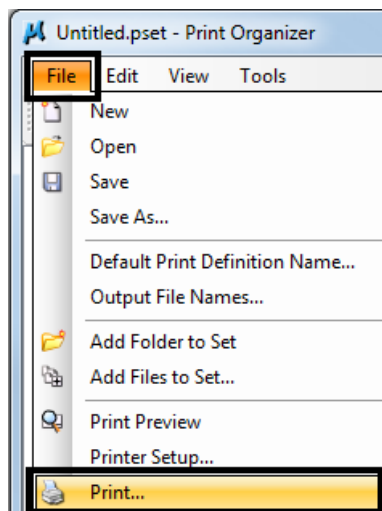 Untitled.pset - Print Organizer
File Edit View Tools
New
Open
Save
Save As...
Default Print Definition Name...
Output File Names...
Add Folder to Set
Add Files to Set...
Print Preview
Printer Setup...
Print...